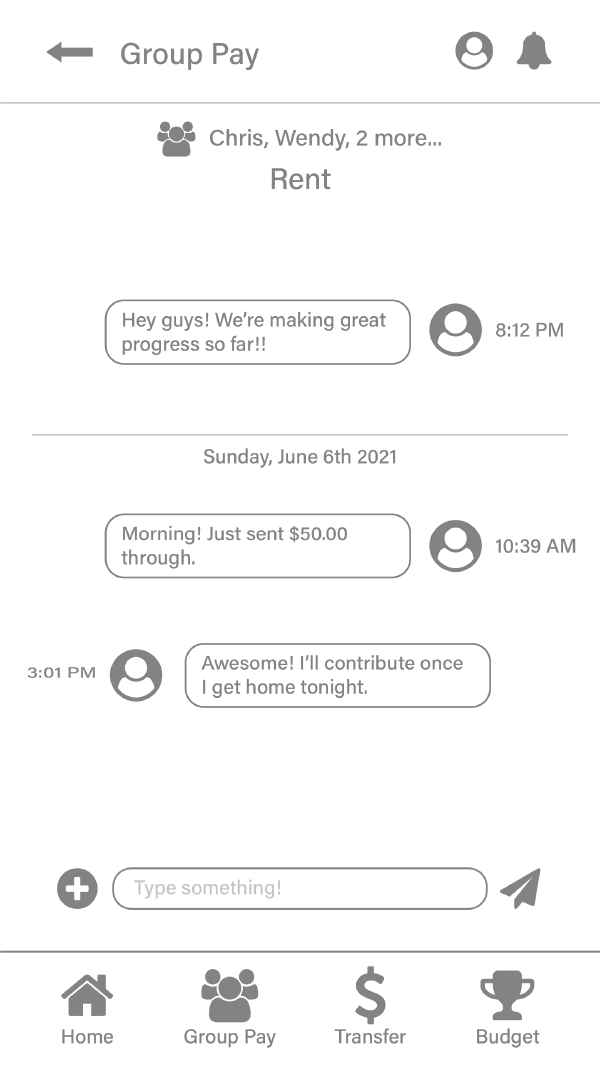 Group Pay
Chris, Wendy, 2 more...
Rent
Hey guys! We're making great
progress so far!!
8:12 PM
Sunday, June 6th 2021
Morning! Just sent $50.00
through.
10:39 AM
3:01 PM
Awesome! I'll contribute once
I get home tonight.
Type something!
Home
Group Pay
Transfer
Budget